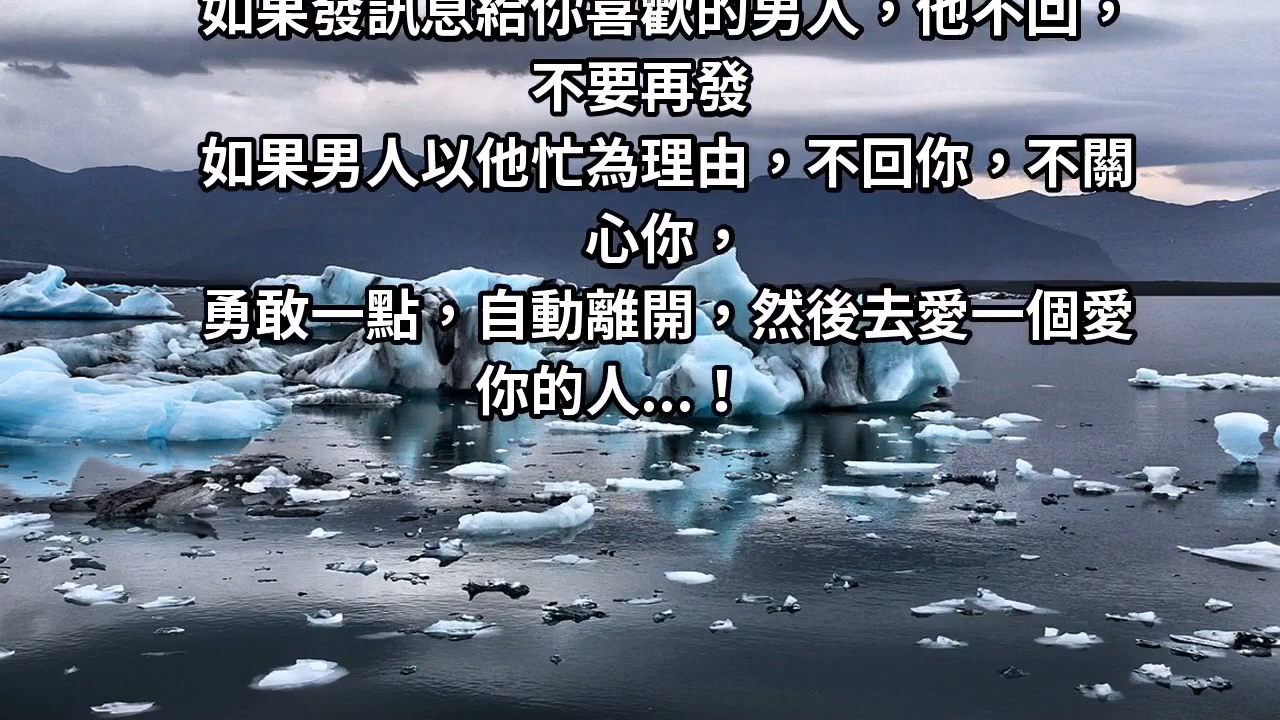 如果發訊息給你喜歡的男人，他不回，
不要再發
如果男人以他忙為理由，不回你，不關
心你，
勇敢一點，自動離開，然後去愛一個愛
你的人...！